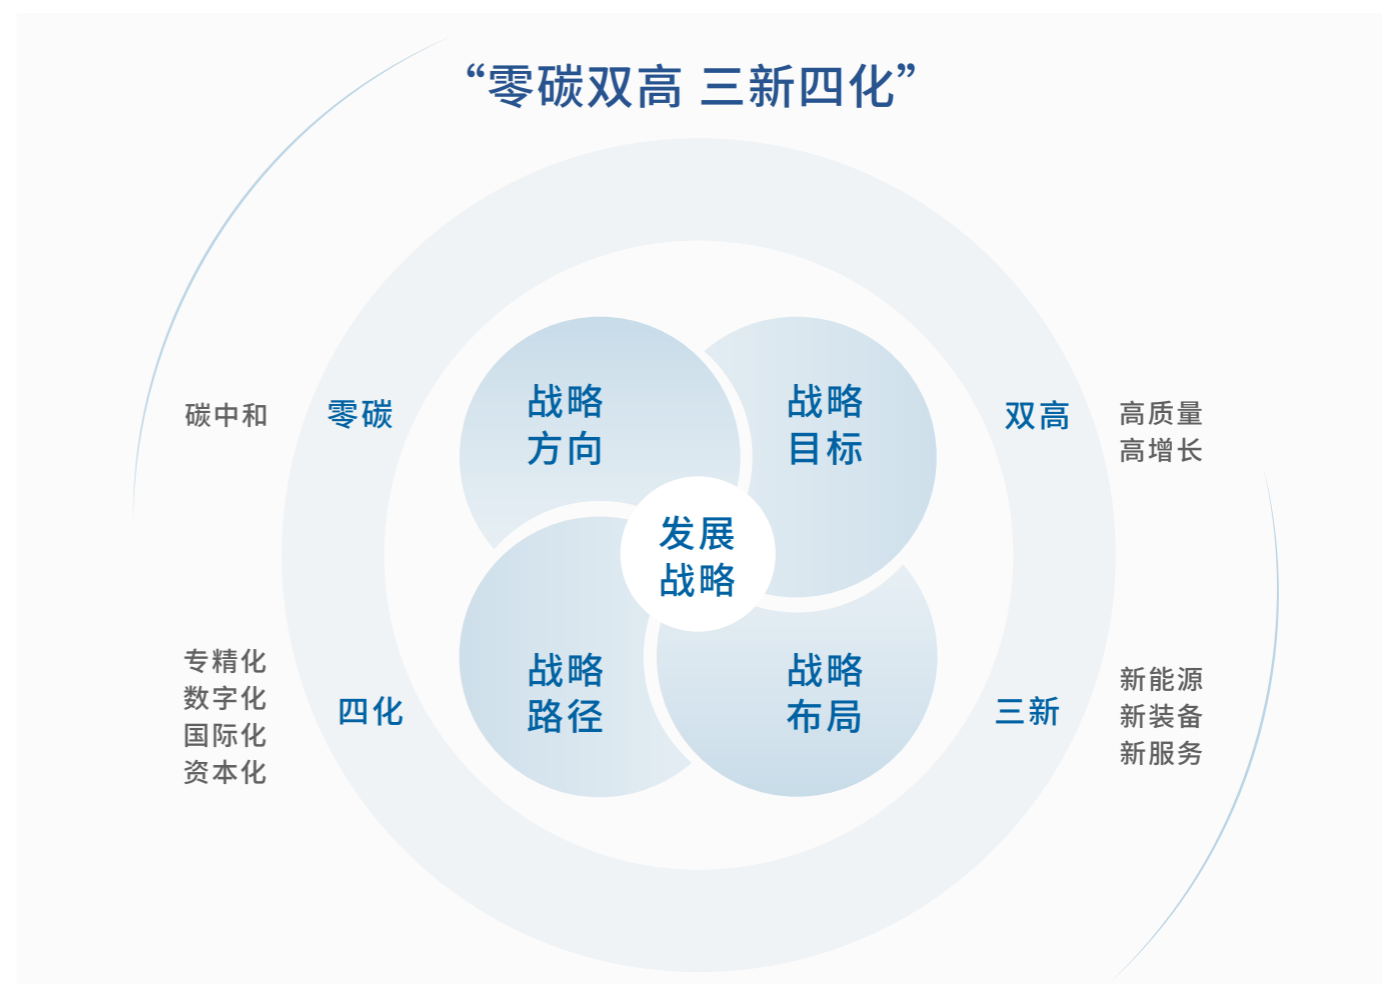 “零碳双高 三新四化”
战略
方向
战略
目标
发展
战略
战略
路径
战略
布局
碳中和
零碳
双高
高质量
高增长
专精化
数字化
国际化
资本化
四化
三新
新能源
新装备
新服务